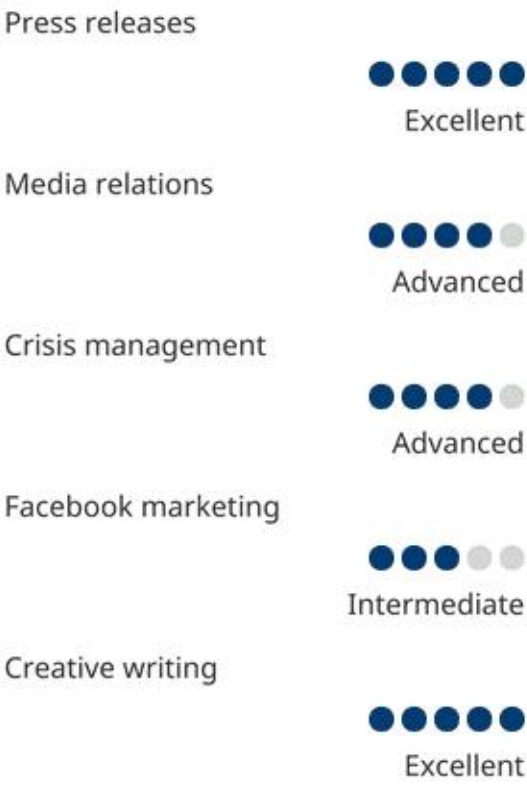 Press releases
Excellent
Media relations
Advanced
Crisis management
Advanced
Facebook marketing
Intermediate
Creative writing
Excellent